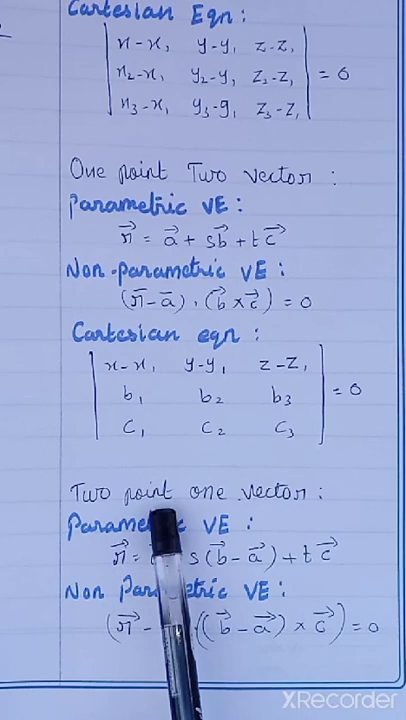 Cartesian Eqn:
| x-x₁ y-y₁ z-z₁ |
| x₂-x₁ y₂-y₁ z₂-z₁ | = 0
| x₃-x₁ y₃-y₁ z₃-z₁ |
One point Two vector :
Parametric VE :
r⃗ = a⃗ + sb⃗ + tc⃗
Non-parametric VE :
(r⃗-a⃗) . (b⃗ × c⃗) = 0
Cartesian eqn :
| x-x₁ y-y₁ z-z₁ |
| b₁ b₂ b₃ | = 0
| c₁ c₂ c₃ |
Two point one vector :
VE :
r⃗ = s(b⃗ - a⃗) + t c⃗
Non VE :
(r⃗ - ((b⃗ - a⃗) × c⃗) = 0
XRecorder